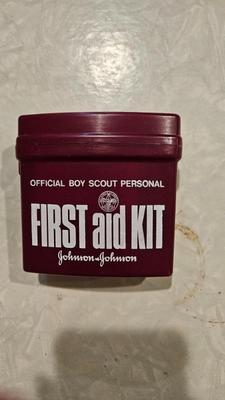 OFFICIAL BOY SCOUT PERSONAL
FIRST aid KIT
Johnson & Johnson